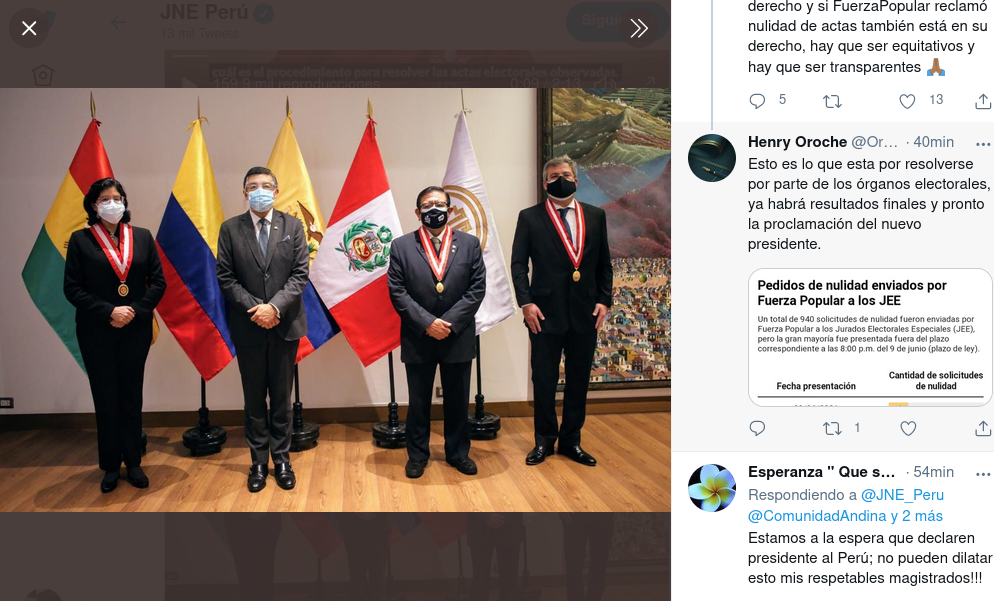 JNE Perú
13 mil Tweets
cuál es el procedimiento para resolver las actas electorales observadas.
derecho y si FuerzaPopular reclamó
nulidad de actas también está en su
derecho, hay que ser equitativos y
hay que ser transparentes 🙏🏾
5 13
Henry Oroche @Or... · 40min
Esto es lo que esta por resolverse
por parte de los órganos electorales,
ya habrá resultados finales y pronto
la proclamación del nuevo
presidente.
Pedidos de nulidad enviados por
Fuerza Popular a los JEE
Un total de 940 solicitudes de nulidad fueron enviadas por
Fuerza Popular a los Jurados Electorales Especiales (JEE),
pero la gran mayoría fue presentada fuera del plazo
correspondiente a las 8:00 p.m. del 9 de junio (plazo de ley).
Cantidad de solicitudes
Fecha presentación de nulidad
1
Esperanza " Que s... · 54min
Respondiendo a @JNE_Peru
@ComunidadAndina y 2 más
Estamos a la espera que declaren
presidente al Perú; no pueden dilatar
esto mis respetables magistrados!!!